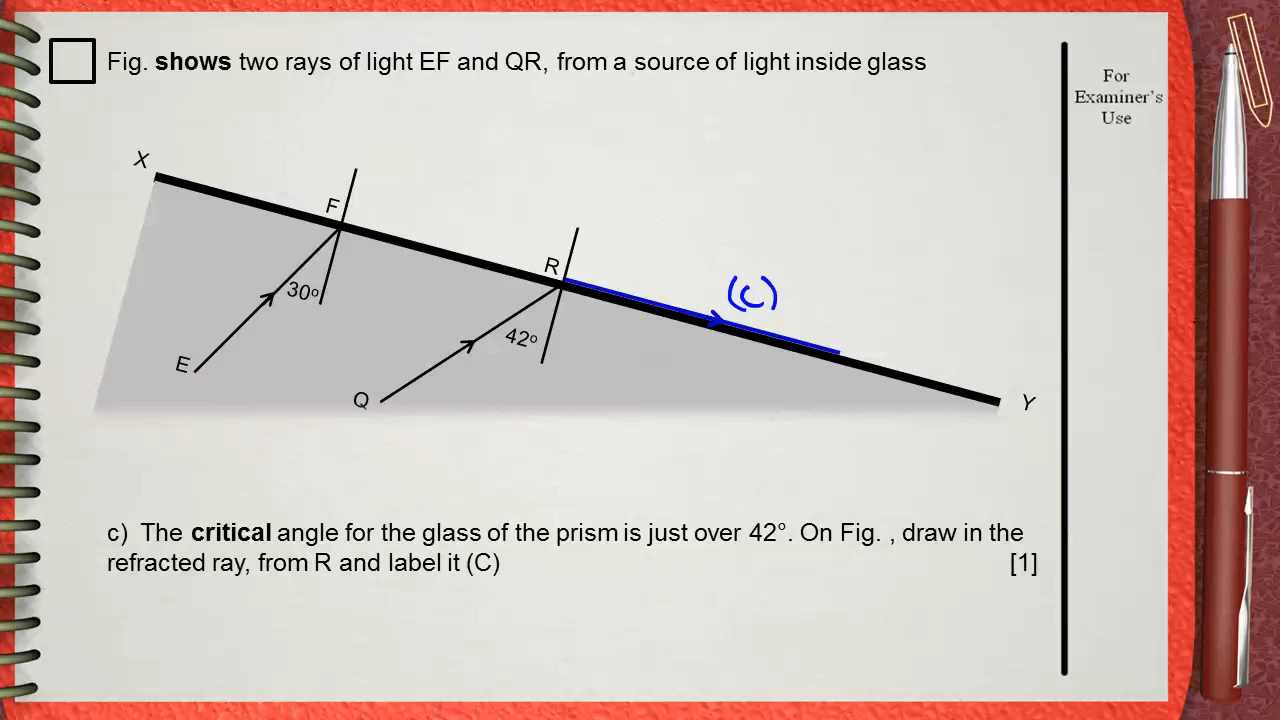 Fig. shows two rays of light EF and QR, from a source of light inside glass
For
Examiner's
Use
X
F
R
(C)
30º
42º
E
Q
Y
c) The critical angle for the glass of the prism is just over 42°. On Fig. , draw in the
refracted ray, from R and label it (C) [1]